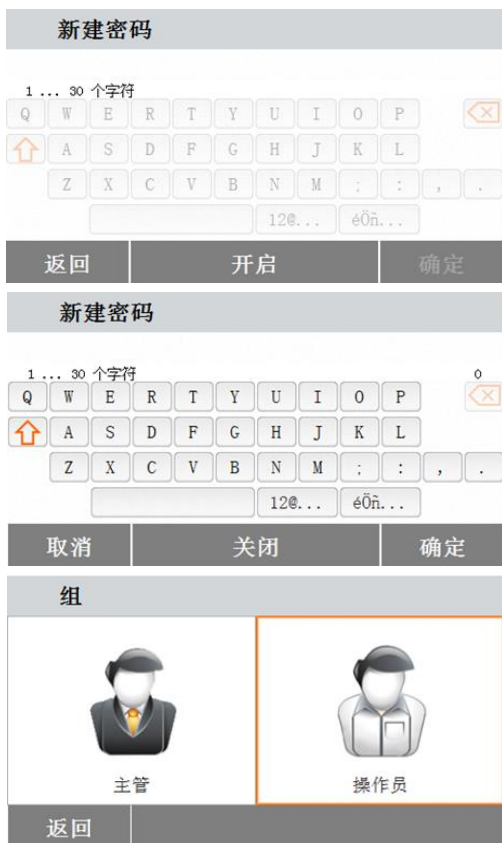 新建密码
1 ... 30 个字符
Q W E R T Y U I O P
A S D F G H J K L
Z X C V B N M ; : , .
12@... éÖñ...
返回 开启 确定
新建密码
1 ... 30 个字符 0
Q W E R T Y U I O P
A S D F G H J K L
Z X C V B N M ; : , .
12@... éÖñ...
取消 关闭 确定
组
主管 操作员
返回